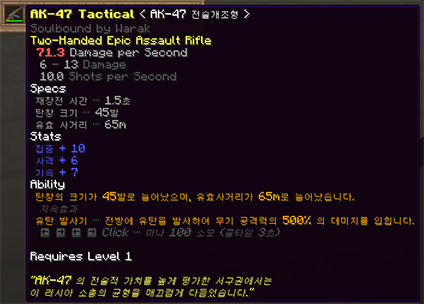 AK-47 Tactical < AK-47 전술개조형 >
Soulbound by Warak
Two-Handed Epic Assault Rifle
71.3 Damage per Second
6 - 13 Damage
10.0 Shots per Second
Specs
재장전 시간 … 1.5초
탄창 크기 … 45발
유효 사거리 … 65m
Stats
집중 + 10
사격 + 6
가속 + 7
Ability
탄창의 크기가 45발로 늘어났으며, 유효사거리가 65m로 늘어났습니다.
지속효과
유탄 발사기 … 전방에 유탄을 발사하여 무기 공격력의 500% 의 데미지를 입힙니다.
Click … 마나 100 소모 (쿨타임 3초)
Requires Level 1
"AK-47 의 전술적 가치를 높게 평가한 서구권에서는
이 러시아 소총의 균형을 매끄럽게 다듬었습니다."